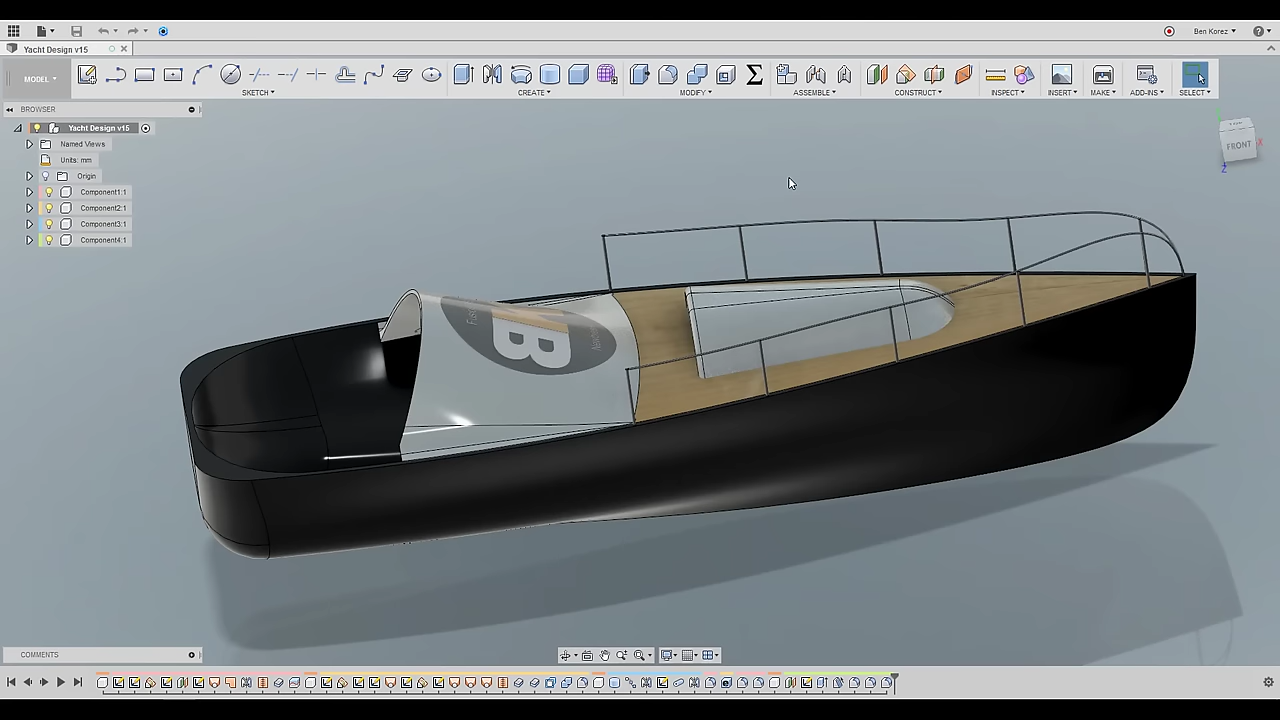 Ben Korez
Yacht Design v15
MODEL
SKETCH
CREATE
MODIFY
ASSEMBLE
CONSTRUCT
INSPECT
INSERT
MAKE
ADD-INS
SELECT
BROWSER
Yacht Design v15
Named Views
Units: mm
Origin
Component1:1
Component2:1
Component3:1
Component4:1
FRONT
B
COMMENTS